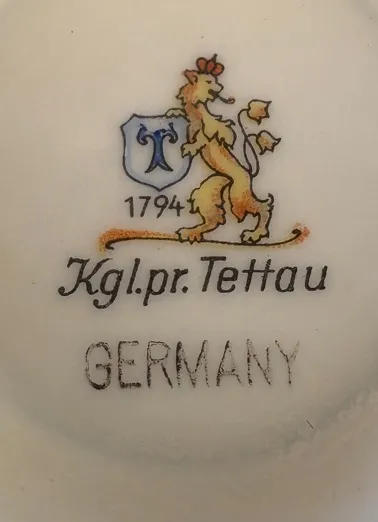 T
1794
Kgl.pr. Tettau
GERMANY